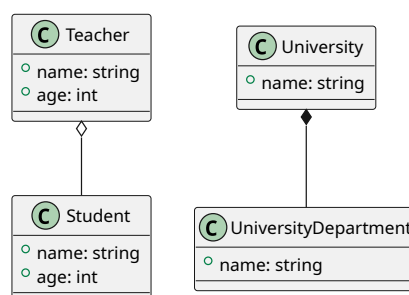 C Teacher
name: string
age: int
C University
name: string
C Student
name: string
age: int
C UniversityDepartment
name: string